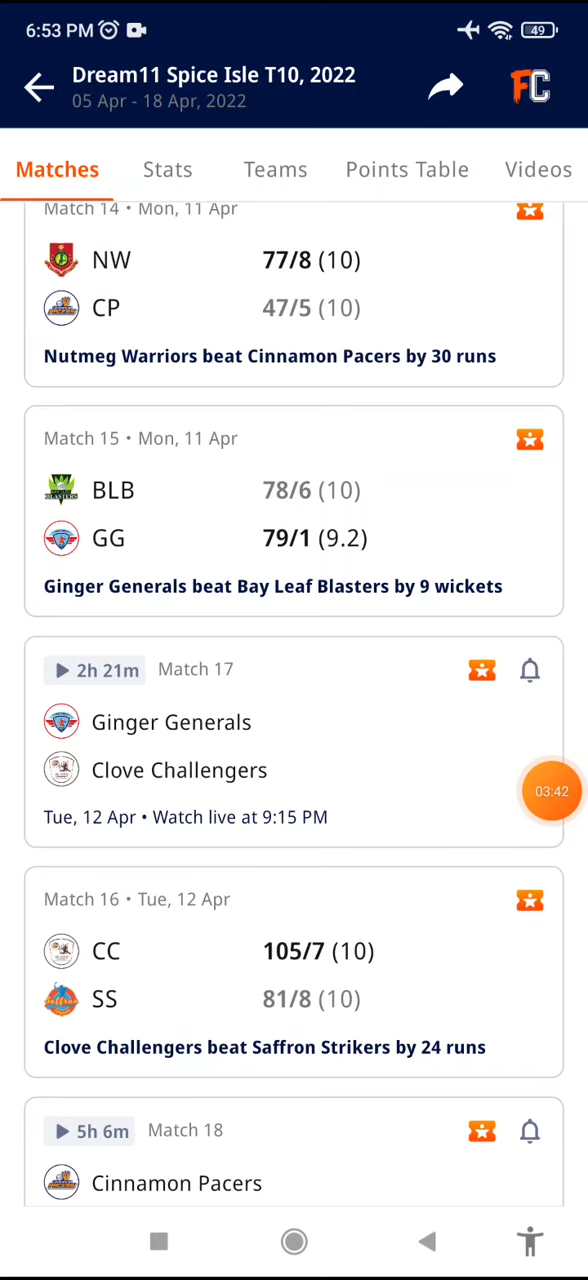 6:53 PM 49
Dream11 Spice Isle T10, 2022
05 Apr - 18 Apr, 2022
FC
Matches Stats Teams Points Table Videos
Match 14 • Mon, 11 Apr
NW 77/8 (10)
CP 47/5 (10)
Nutmeg Warriors beat Cinnamon Pacers by 30 runs
Match 15 • Mon, 11 Apr
BLB 78/6 (10)
GG 79/1 (9.2)
Ginger Generals beat Bay Leaf Blasters by 9 wickets
2h 21m Match 17
Ginger Generals
Clove Challengers
03:42
Tue, 12 Apr • Watch live at 9:15 PM
Match 16 • Tue, 12 Apr
CC 105/7 (10)
SS 81/8 (10)
Clove Challengers beat Saffron Strikers by 24 runs
5h 6m Match 18
Cinnamon Pacers